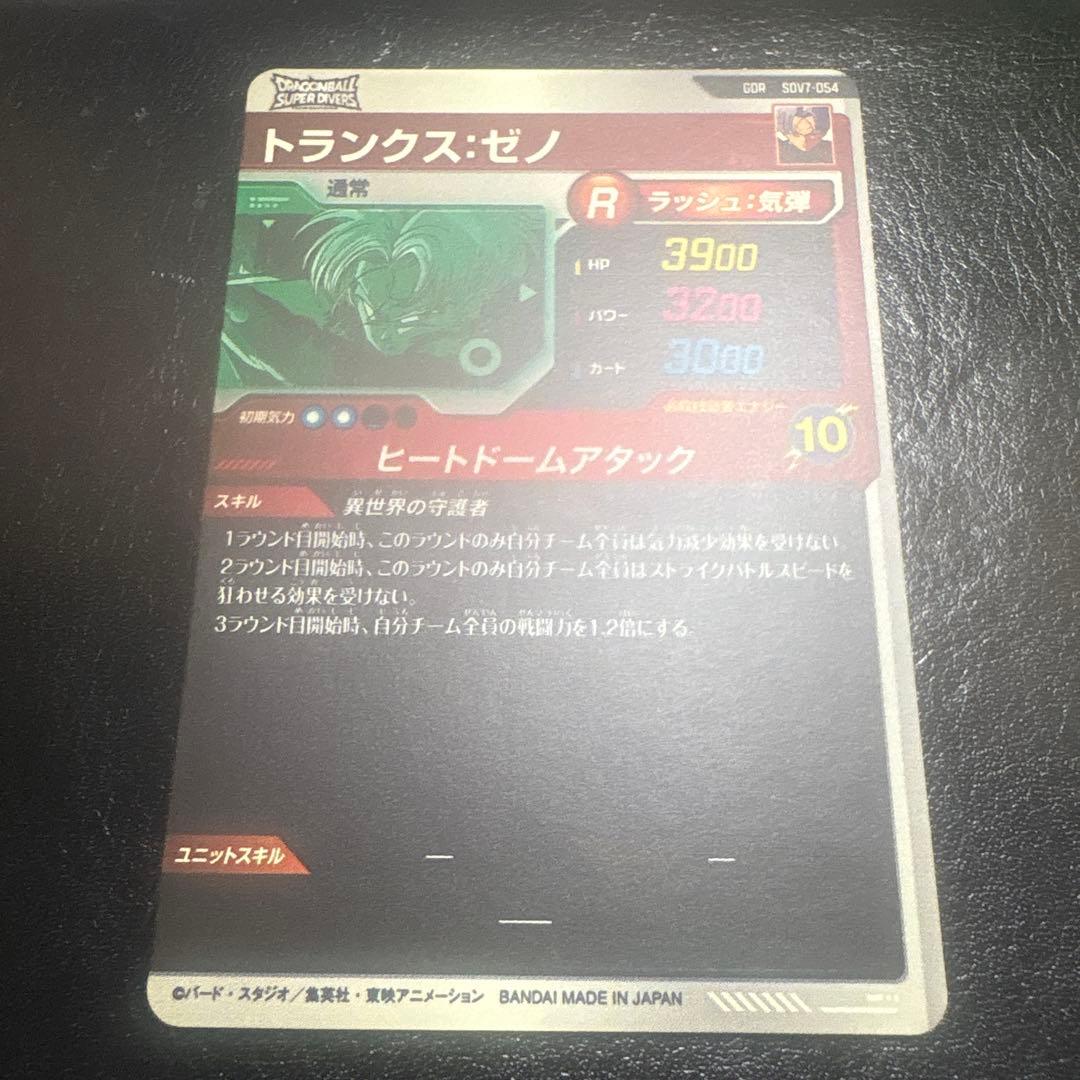 DRAGONBALL
SUPER DIVERS
GDR SDV7-054
トランクス:ゼノ
通常
R ラッシュ:気弾
HP 3900
パワー 3200
ガード 3000
初期気力
10
ヒートドームアタック
スキル 異世界の守護者
1ラウンド目開始時、このラウンドのみ自分チーム全員は気力減少効果を受けない。
2ラウンド目開始時、このラウンドのみ自分チーム全員はストライクバトルスピードを
狂わせる効果を受けない。
3ラウンド目開始時、自分チーム全員の戦闘力を1.2倍にする。
ユニットスキル — —
—
©バード・スタジオ/集英社・東映アニメーション BANDAI MADE IN JAPAN